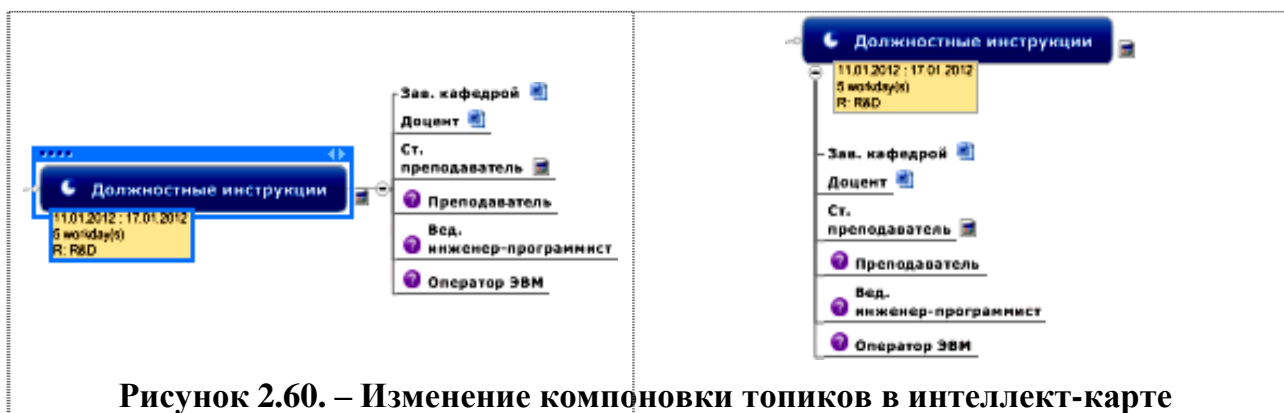 Зав. кафедрой
Доцент
Ст.
преподаватель
Должностные инструкции
11.01.2012 : 17.01.2012
5 workday(s)
R: R&D
Преподаватель
Вед.
инженер-программист
Оператор ЭВМ
Должностные инструкции
11.01.2012 : 17.01.2012
5 workday(s)
R: R&D
Зав. кафедрой
Доцент
Ст.
преподаватель
Преподаватель
Вед.
инженер-программист
Оператор ЭВМ
Рисунок 2.60. – Изменение компоновки топиков в интеллект-карте